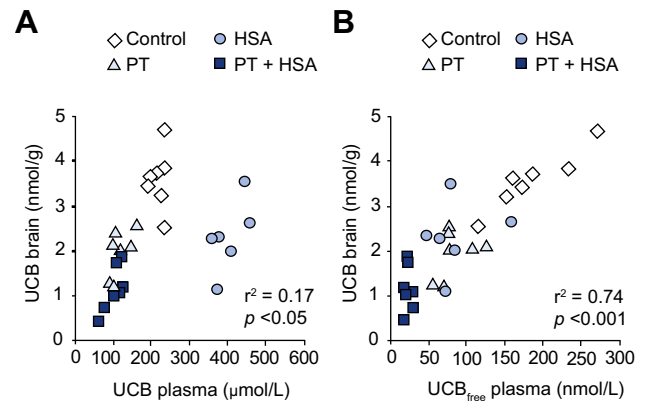 A
Control HSA
PT PT + HSA
UCB brain (nmol/g)
5
4
3
2
1
0
r² = 0.17
p <0.05
0 100 200 300 400 500 600
UCB plasma (µmol/L)
B
Control HSA
PT PT + HSA
UCB brain (nmol/g)
5
4
3
2
1
0
r² = 0.74
p <0.001
0 50 100 150 200 250 300
UCBfree plasma (nmol/L)